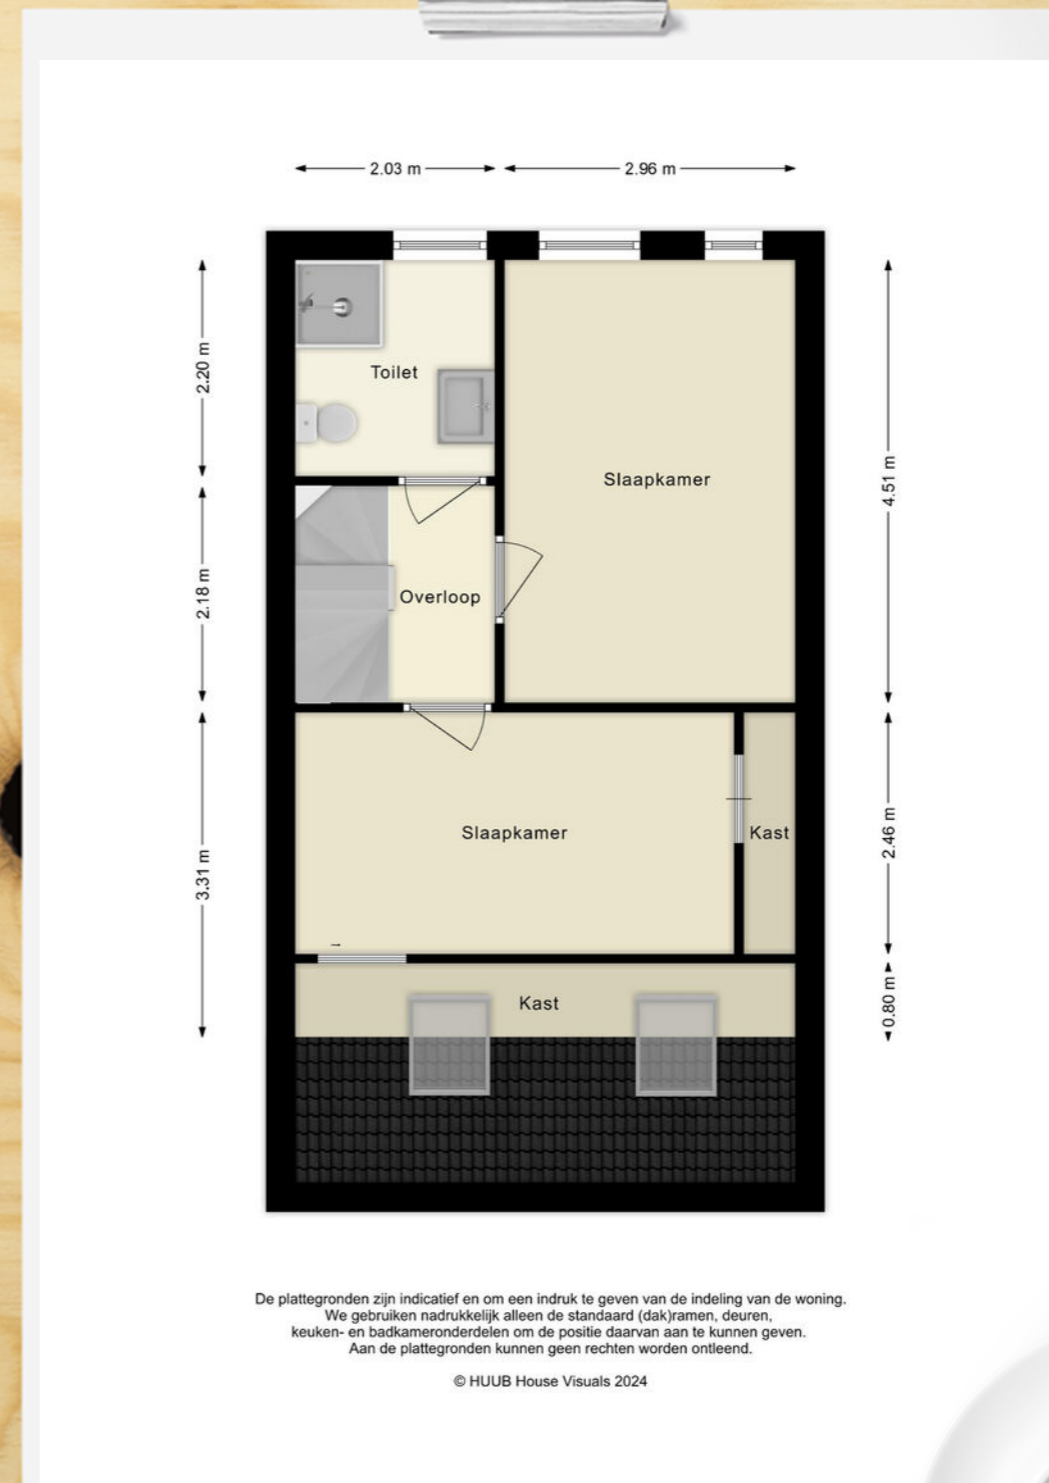 2.03 m
2.96 m
2.20 m
Toilet
Slaapkamer
4.51 m
2.18 m
Overloop
3.31 m
Slaapkamer
Kast
2.46 m
Kast
0.80 m
De plattegronden zijn indicatief en om een indruk te geven van de indeling van de woning.
We gebruiken nadrukkelijk alleen de standaard (dak)ramen, deuren,
keuken- en badkameronderdelen om de positie daarvan aan te kunnen geven.
Aan de plattegronden kunnen geen rechten worden ontleend.
© HUUB House Visuals 2024